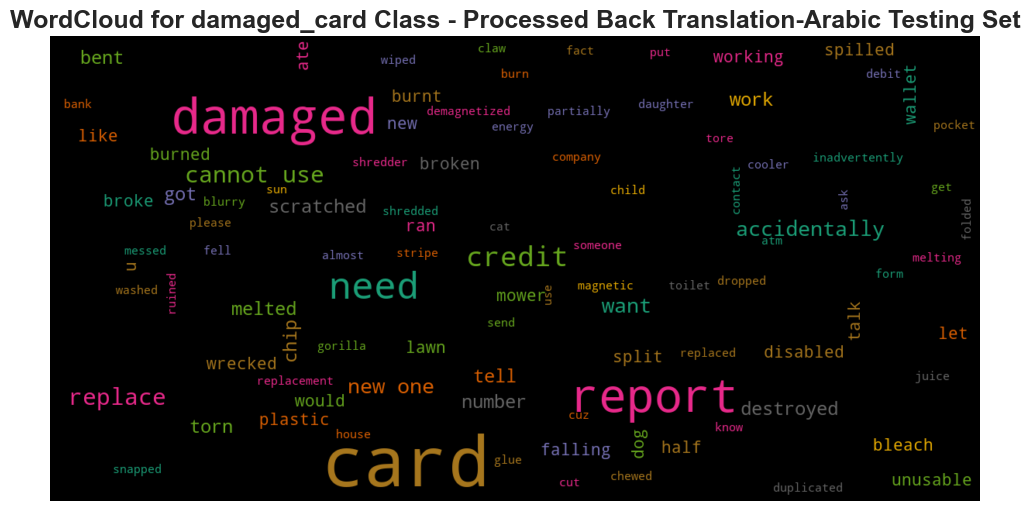 WordCloud for damaged_card Class - Processed Back Translation-Arabic Testing Set
bent ate wiped claw fact put working spilled
burn debit wallet
bank damaged burnt demagnetized new energy partially daughter work pocket
like tore
burned shredder broken company cooler inadvertently
cannot use sun child contact get
broke got blurry scratched shredded ask folded
please ran cat accidentally atm
messed fell almost stripe credit someone melting
u need magnetic toilet dropped form
washed ruined melted mower use want
chip send talk let
gorilla lawn split replaced disabled
wrecked tell juice
replace replacement new one would number report destroyed
torn plastic cuz know
house falling dog half bleach
snapped card glue cut chewed duplicated unusable